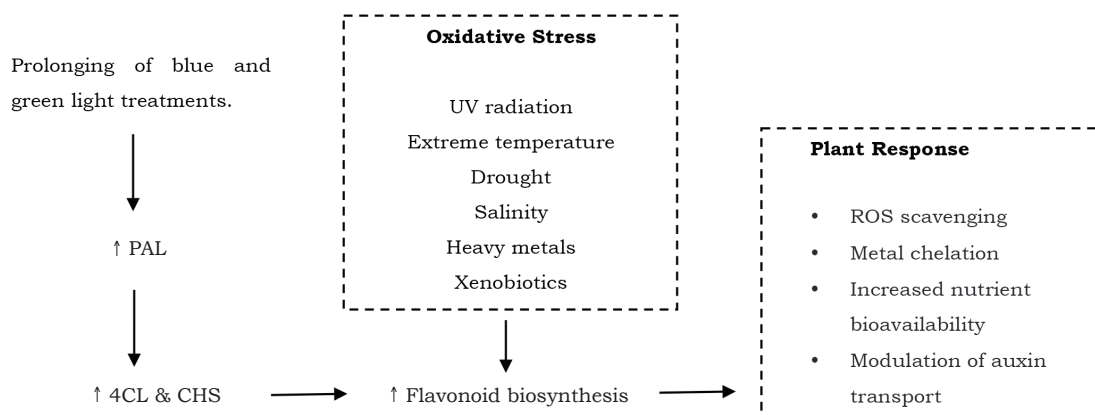 Prolonging of blue and
green light treatments.
↑ PAL
↑ 4CL & CHS
Oxidative Stress
UV radiation
Extreme temperature
Drought
Salinity
Heavy metals
Xenobiotics
↑ Flavonoid biosynthesis
Plant Response
• ROS scavenging
• Metal chelation
• Increased nutrient
bioavailability
• Modulation of auxin
transport